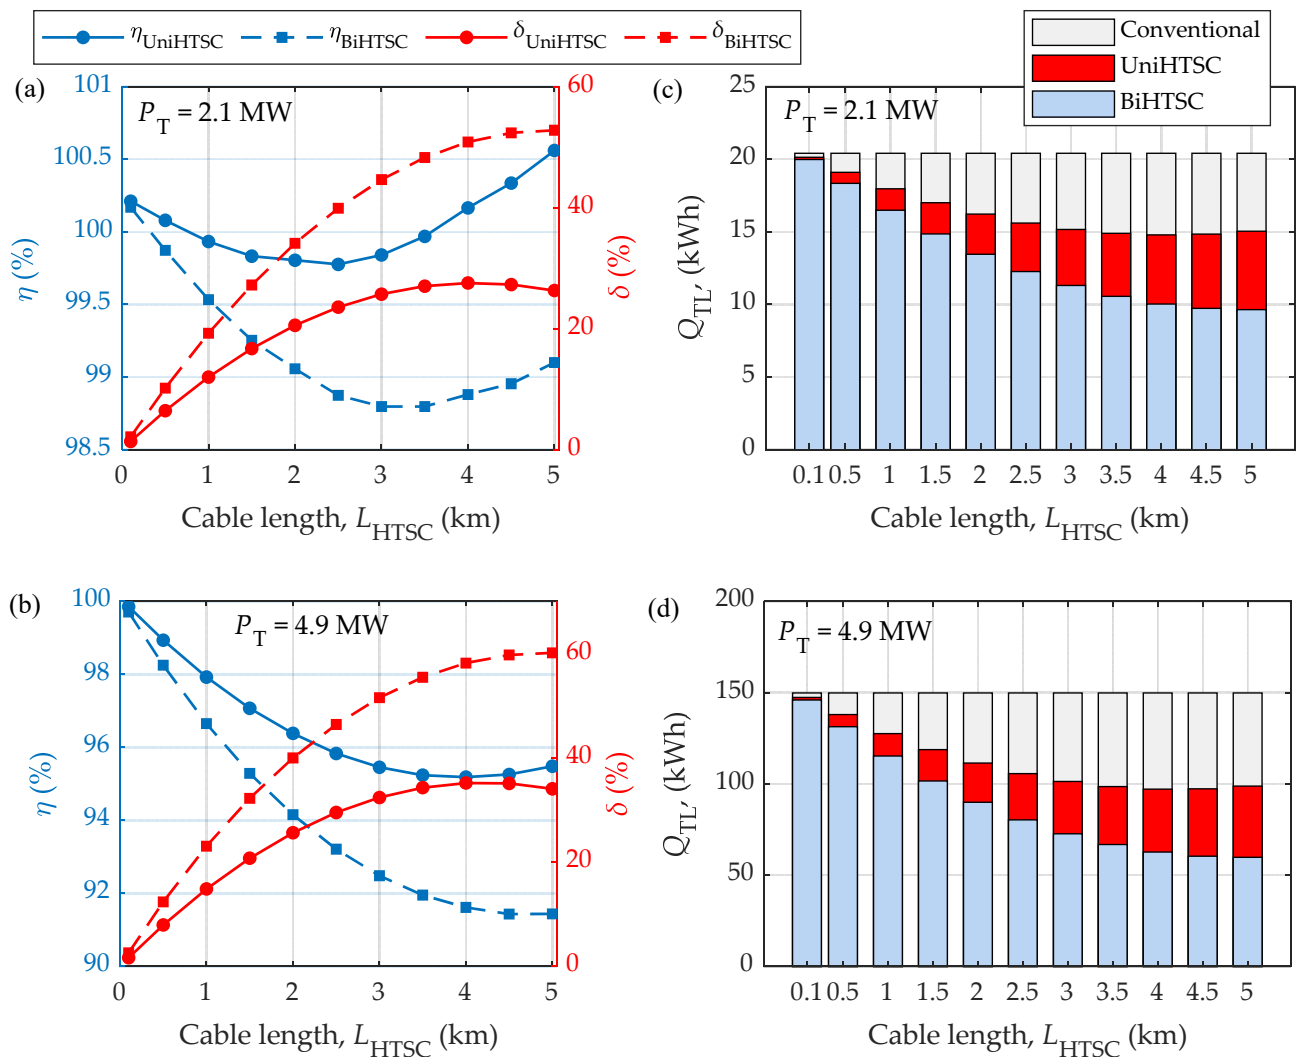 η_UniHTSC η_BiHTSC δ_UniHTSC δ_BiHTSC
Conventional
UniHTSC
BiHTSC
(a)
P_T = 2.1 MW
101
100.5
100
99.5
99
98.5
η (%)
60
40
20
0
δ (%)
0 1 2 3 4 5
Cable length, L_HTSC (km)
(c)
P_T = 2.1 MW
25
20
15
10
5
0
Q_TL′ (kWh)
0.1 0.5 1 1.5 2 2.5 3 3.5 4 4.5 5
Cable length, L_HTSC (km)
(b)
P_T = 4.9 MW
100
98
96
94
92
90
η (%)
60
40
20
0
δ (%)
0 1 2 3 4 5
Cable length, L_HTSC (km)
(d)
P_T = 4.9 MW
200
150
100
50
0
Q_TL′ (kWh)
0.1 0.5 1 1.5 2 2.5 3 3.5 4 4.5 5
Cable length, L_HTSC (km)